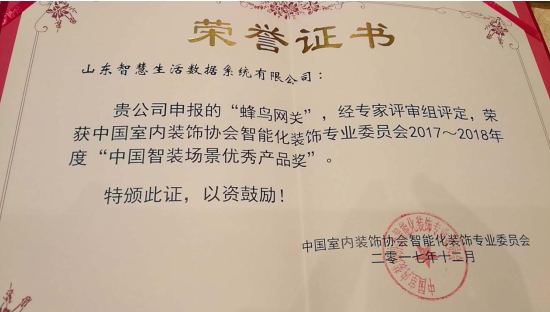 荣誉证书
山东智慧生活数据系统有限公司：
贵公司申报的“蜂鸟网关”，经专家评审组评定，荣
获中国室内装饰协会智能化装饰专业委员会2017～2018年
度“中国智装场景优秀产品奖”。
特颁此证，以资鼓励！
中国室内装饰协会智能化装饰专业委员会
二零一七年十二月